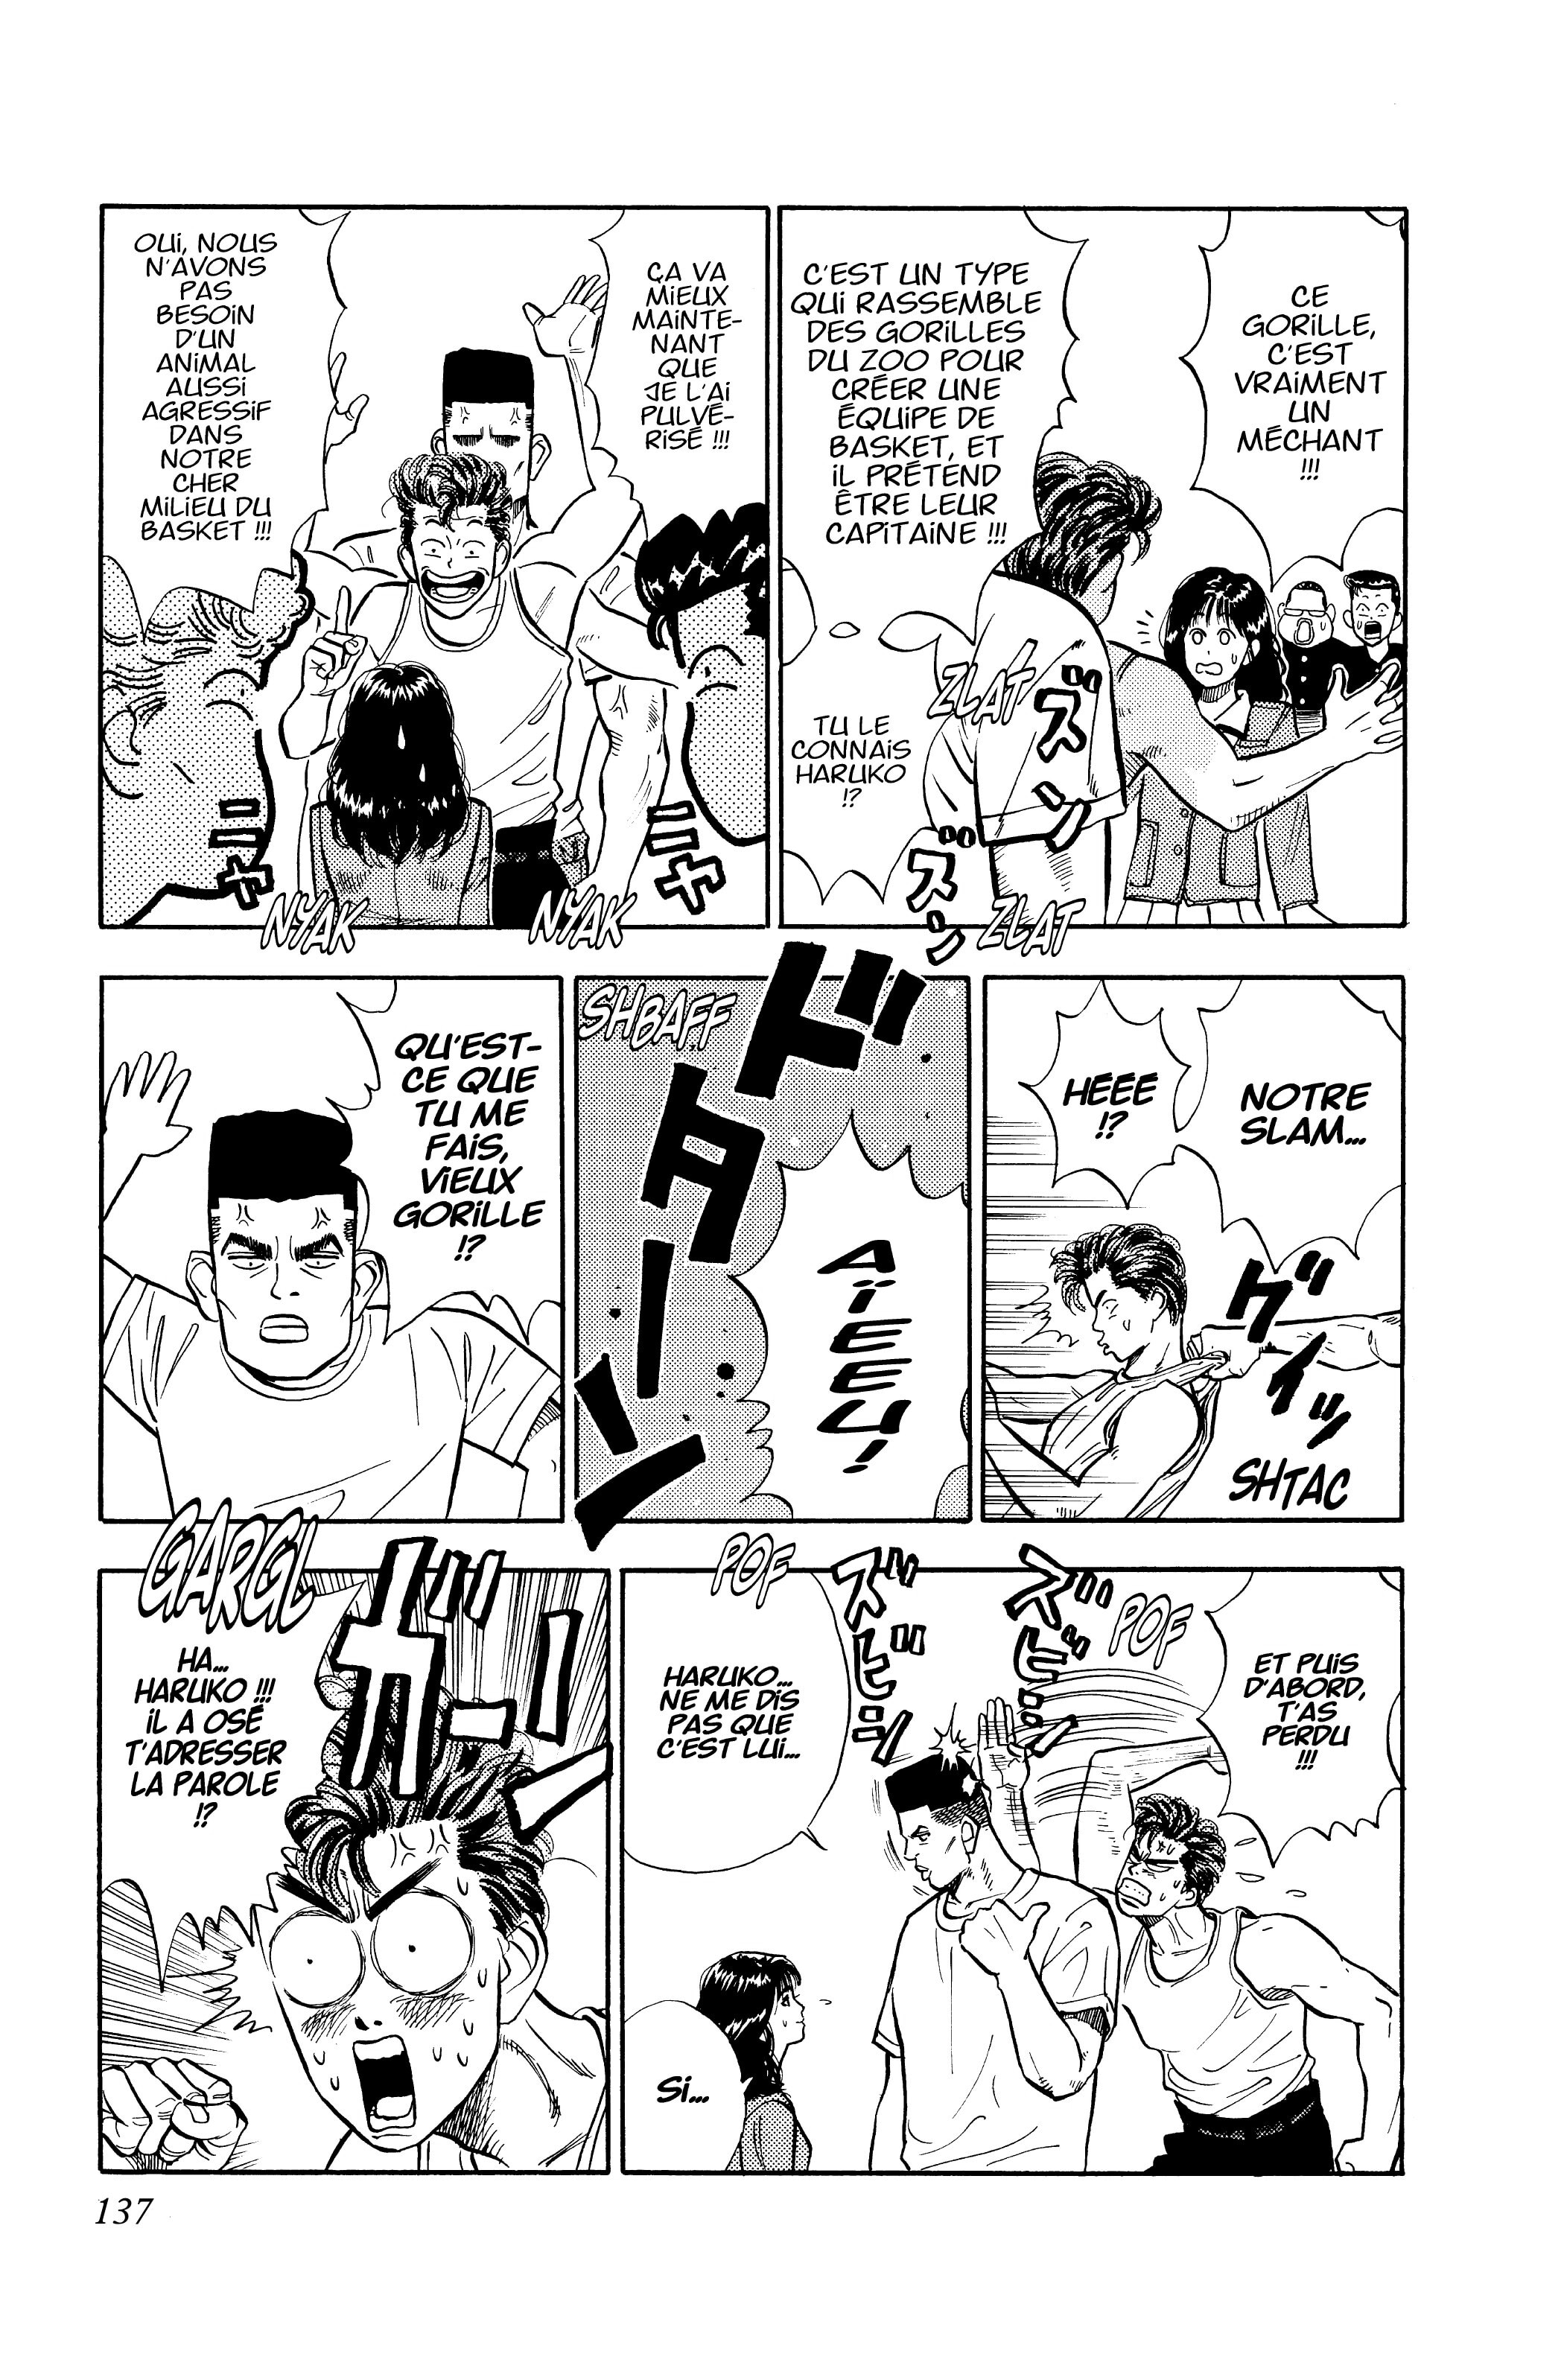 CE
GORILLE,
C'EST
VRAIMENT
UN
MÉCHANT
!!!
C'EST UN TYPE
QUI RASSEMBLE
DES GORILLES
DU ZOO POUR
CRÉER UNE
ÉQUIPE DE
BASKET, ET
IL PRÉTEND
ÊTRE LEUR
CAPITAINE !!!
TU LE
CONNAIS
HARUKO
!?
ZLAT
ズン
ズン
ZLAT
ÇA VA
MIEUX
MAINTE-
NANT
QUE
JE L'AI
PULVÉ-
RISÉ !!!
OUI, NOUS
N'AVONS
PAS
BESOIN
D'UN
ANIMAL
AUSSI
AGRESSIF
DANS
NOTRE
CHER
MILIEU DU
BASKET !!!
ニャ
NYAK
ニャ
NYAK
NOTRE
SLAM...
HÉÉÉ
!?
グイッ
SHTAC
SHBAFF
ドターン
AÏEEU!
QU'EST-
CE QUE
TU ME
FAIS,
VIEUX
GORILLE
!?
ET PUIS
D'ABORD,
T'AS
PERDU
!!!
POF
ズビッ
ズビッ
POF
HARUKO...
NE ME DIS
PAS QUE
C'EST LUI...
SI...
GARGL
ガーーン
HA...
HARUKO !!!
IL A OSÉ
T'ADRESSER
LA PAROLE
!?
137